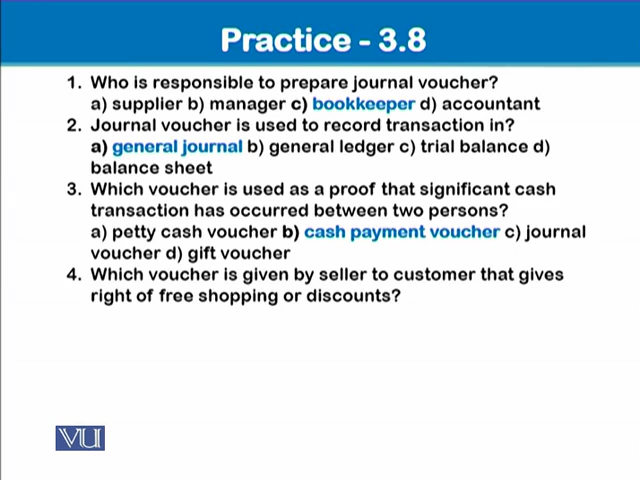 Practice - 3.8
1. Who is responsible to prepare journal voucher?
a) supplier b) manager c) bookkeeper d) accountant
2. Journal voucher is used to record transaction in?
a) general journal b) general ledger c) trial balance d)
balance sheet
3. Which voucher is used as a proof that significant cash
transaction has occurred between two persons?
a) petty cash voucher b) cash payment voucher c) journal
voucher d) gift voucher
4. Which voucher is given by seller to customer that gives
right of free shopping or discounts?
VU